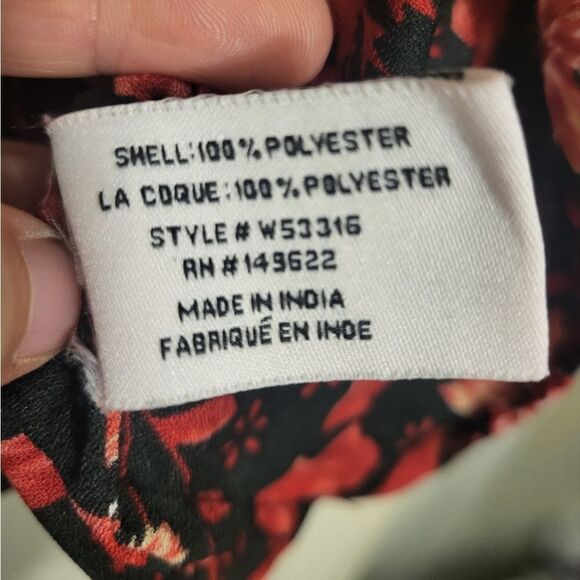 SHELL:100% POLYESTER
LA COQUE:100% POLYESTER
STYLE# W53316
RN #149622
MADE IN INDIA
FABRIQUÉ EN INDE